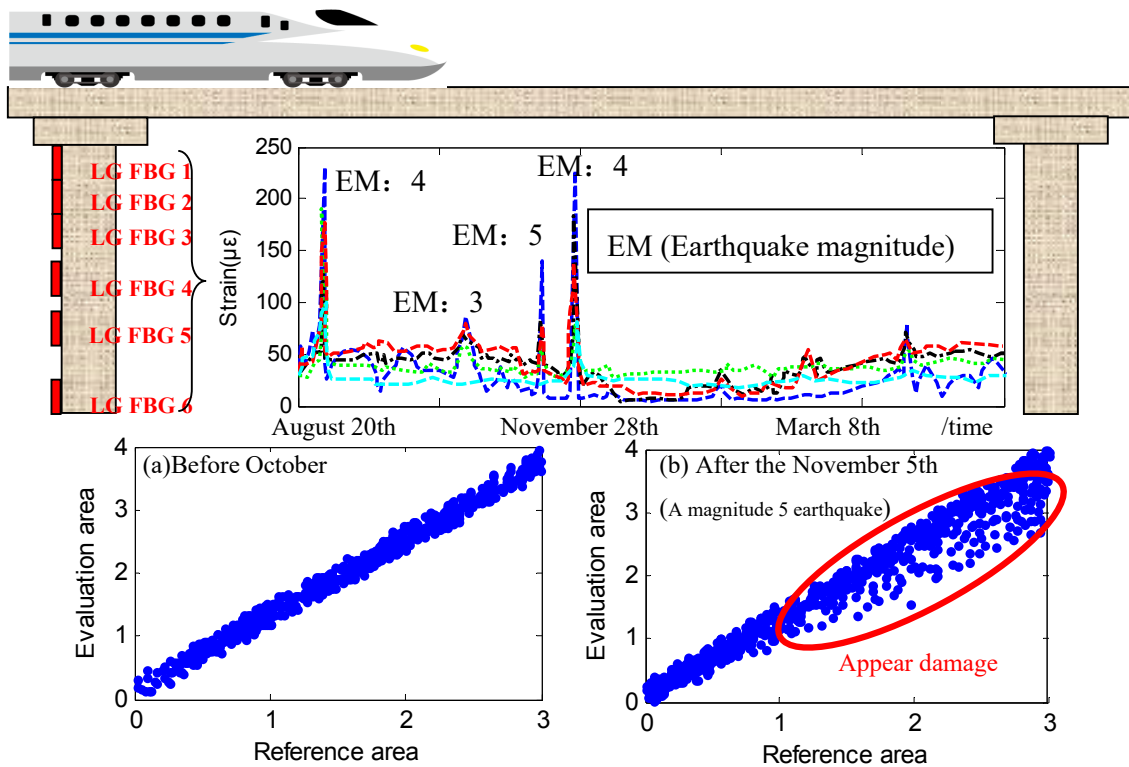 LG FBG 1
LG FBG 2
LG FBG 3
LG FBG 4
LG FBG 5
LG FBG 6
250
200
150
100
50
0
Strain(με)
EM：4
EM：3
EM：5
EM：4
EM (Earthquake magnitude)
August 20th
November 28th
March 8th
/time
(a)Before October
4
3
2
1
0
Evaluation area
0
1
2
3
Reference area
(b) After the November 5th
(A magnitude 5 earthquake)
4
3
2
1
0
Evaluation area
Appear damage
0
1
2
3
Reference area